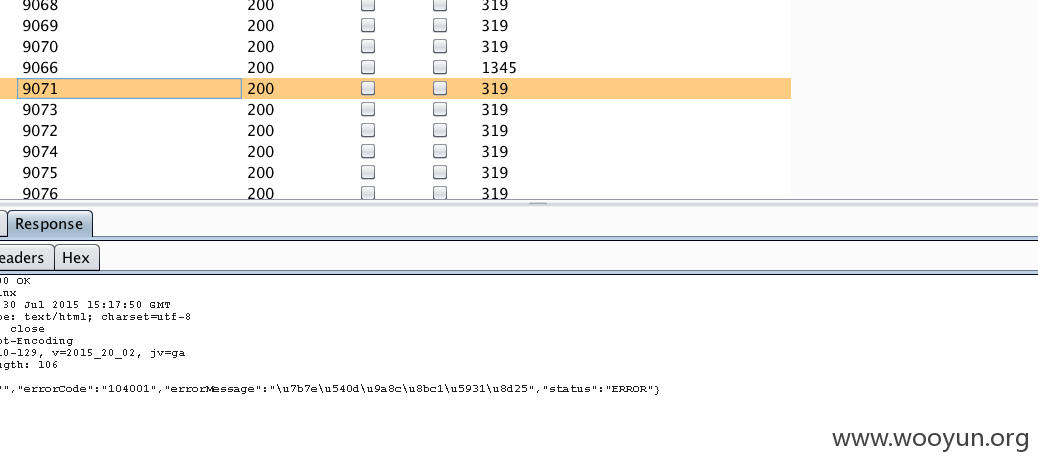 9068 200 319
9069 200 319
9070 200 319
9066 200 1345
9071 200 319
9073 200 319
9072 200 319
9074 200 319
9075 200 319
9076 200 319
Response
eaders Hex
00 OK
inx
30 Jul 2015 15:17:50 GMT
pe: text/html; charset=utf-8
close
pt-Encoding
10-129, v=2015_20_02, jv=ga
ngth: 106
"","errorCode":"104001","errorMessage":"\u7b7e\u540d\u9a8c\u8bc1\u5931\u8d25","status":"ERROR"}
www.wooyun.org